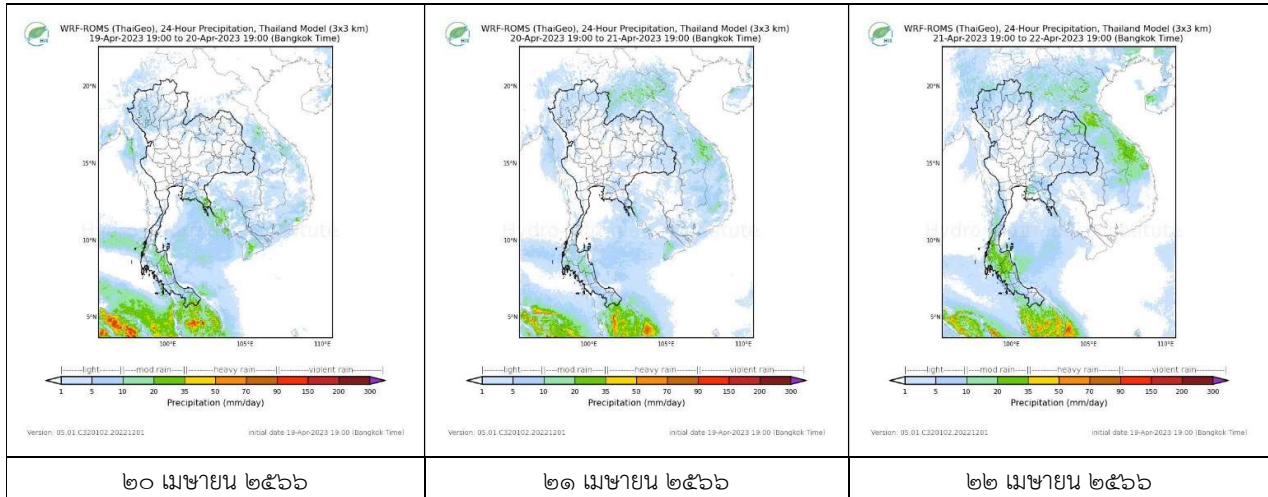 WRF-ROMS (ThaiGeo), 24-Hour Precipitation, Thailand Model (3x3 km)
19-Apr-2023 19:00 to 20-Apr-2023 19:00 (Bangkok Time)
20°N
15°N
10°N
5°N
100°E 105°E 110°E
|-------light--------||----mod rain----||-------heavy rain-------||-------violent rain-------|
1 5 10 20 35 50 70 90 150 200 300
Precipitation (mm/day)
Version: 05.01.C320102.20221201 initial date 19-Apr-2023 19:00 (Bangkok Time)
๒๐ เมษายน ๒๕๖๖
WRF-ROMS (ThaiGeo), 24-Hour Precipitation, Thailand Model (3x3 km)
20-Apr-2023 19:00 to 21-Apr-2023 19:00 (Bangkok Time)
20°N
15°N
10°N
5°N
100°E 105°E 110°E
|-------light--------||----mod rain----||-------heavy rain-------||-------violent rain-------|
1 5 10 20 35 50 70 90 150 200 300
Precipitation (mm/day)
Version: 05.01.C320102.20221201 initial date 19-Apr-2023 19:00 (Bangkok Time)
๒๑ เมษายน ๒๕๖๖
WRF-ROMS (ThaiGeo), 24-Hour Precipitation, Thailand Model (3x3 km)
21-Apr-2023 19:00 to 22-Apr-2023 19:00 (Bangkok Time)
20°N
15°N
10°N
5°N
100°E 105°E 110°E
|-------light--------||----mod rain----||-------heavy rain-------||-------violent rain-------|
1 5 10 20 35 50 70 90 150 200 300
Precipitation (mm/day)
Version: 05.01.C320102.20221201 initial date 19-Apr-2023 19:00 (Bangkok Time)
๒๒ เมษายน ๒๕๖๖